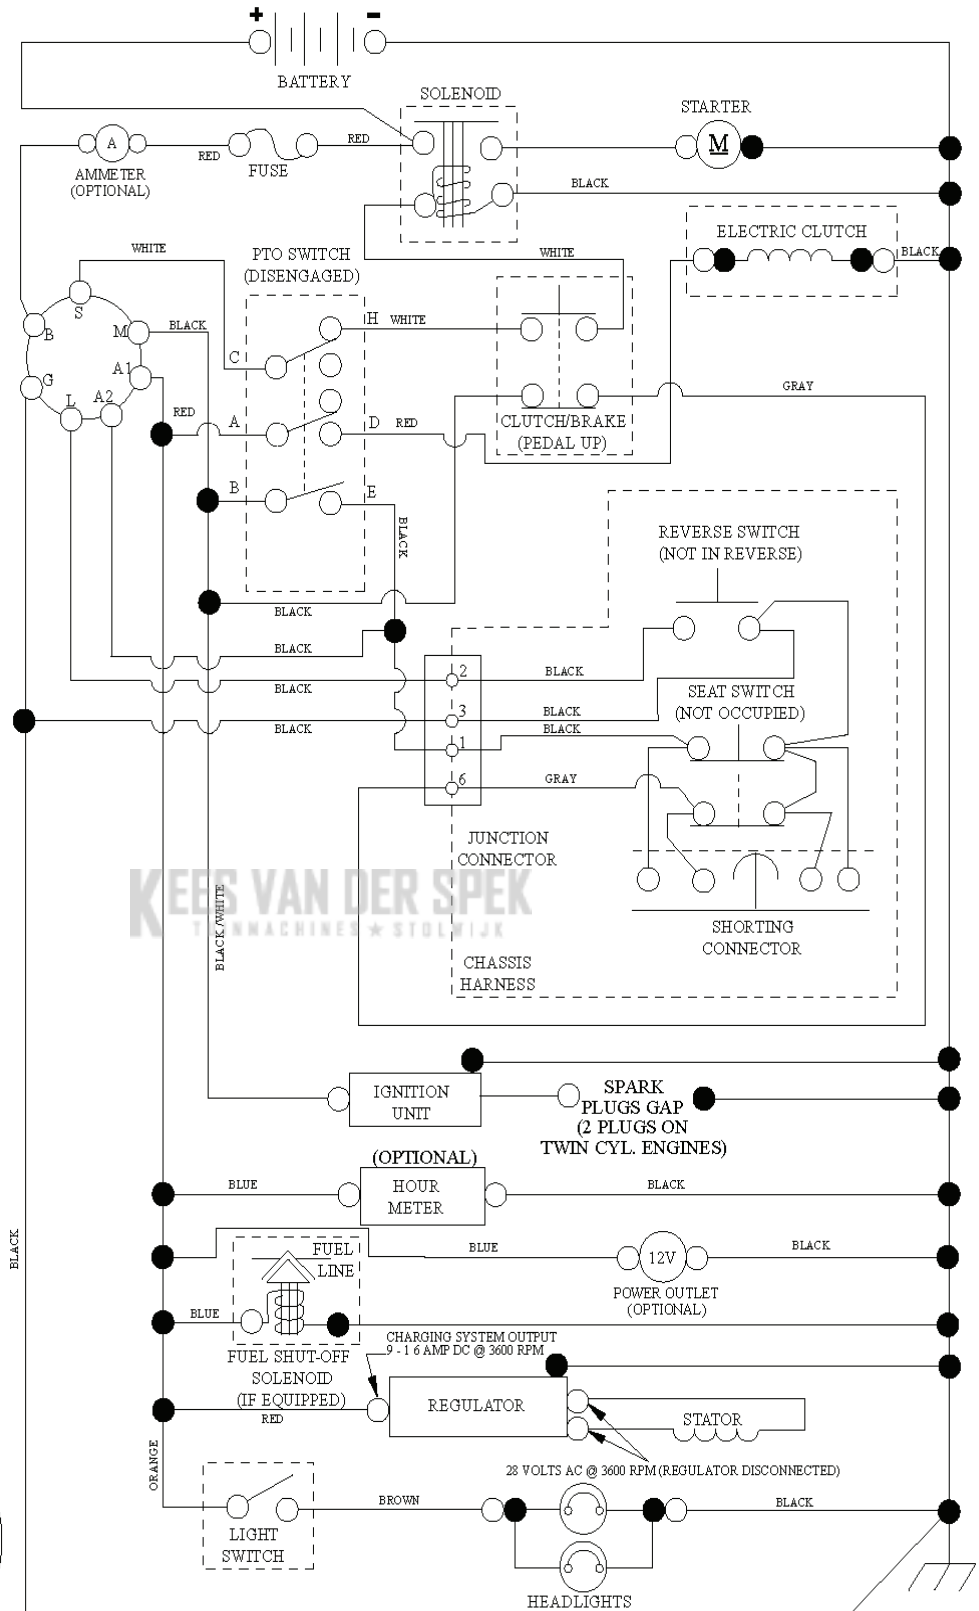 + -
BATTERY
SOLENOID
STARTER
A
RED
FUSE
RED
M
AMMETER
(OPTIONAL)
BLACK
ELECTRIC CLUTCH
BLACK
WHITE
PTO SWITCH
(DISENGAGED)
WHITE
S
B
M
BLACK
H
WHITE
C
G
A1
L
A2
RED
A
D
RED
GRAY
CLUTCH/BRAKE
(PEDAL UP)
B
E
BLACK
REVERSE SWITCH
(NOT IN REVERSE)
BLACK
BLACK
2
BLACK
BLACK
SEAT SWITCH
(NOT OCCUPIED)
3
BLACK
BLACK
BLACK
1
6
GRAY
JUNCTION
CONNECTOR
KEES VAN DER SPEK
TUINMACHINES ★ STOLWIJK
BLACK /WHITE
SHORTING
CONNECTOR
CHASSIS
HARNESS
IGNITION
UNIT
SPARK
PLUGS GAP
(2 PLUGS ON
TWIN CYL. ENGINES)
(OPTIONAL)
BLUE
HOUR
METER
BLACK
BLACK
FUEL
LINE
BLUE
12V
BLACK
POWER OUTLET
(OPTIONAL)
BLUE
CHARGING SYSTEM OUTPUT
9 - 1 6 AMP DC @ 3600 RPM
FUEL SHUT-OFF
SOLENOID
(IF EQUIPPED)
RED
REGULATOR
STATOR
ORANGE
28 VOLTS AC @ 3600 RPM (REGULATOR DISCONNECTED)
BROWN
BLACK
LIGHT
SWITCH
HEADLIGHTS